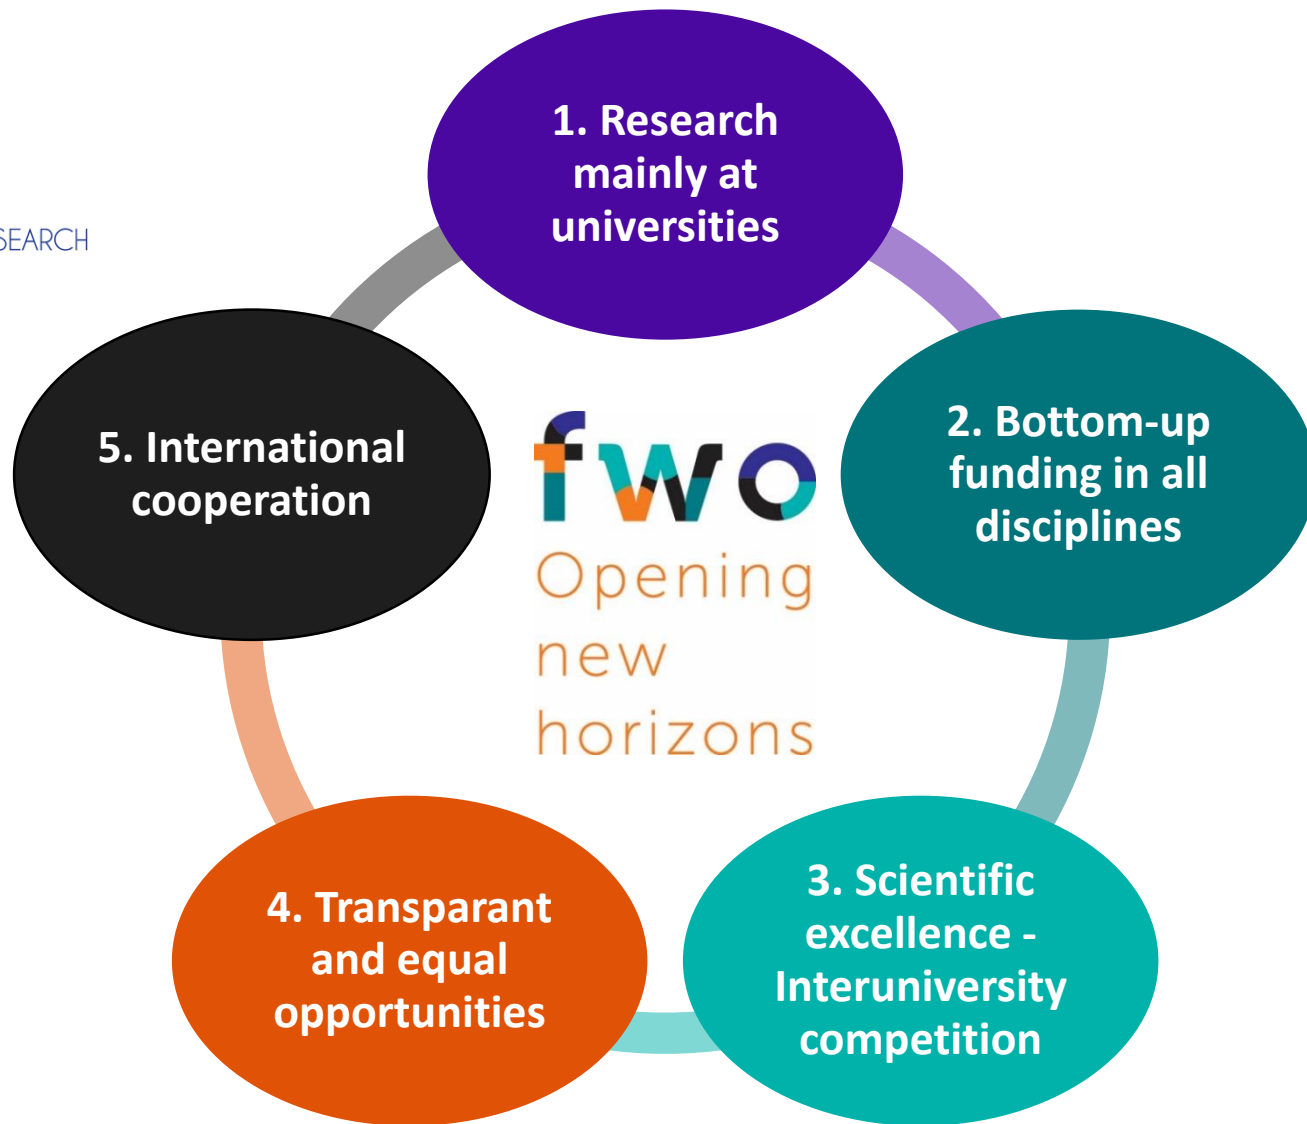 1. Research
mainly at
universities
SEARCH
2. Bottom-up
funding in all
disciplines
5. International
cooperation
fwo
Opening
new
horizons
3. Scientific
excellence -
Interuniversity
competition
4. Transparant
and equal
opportunities